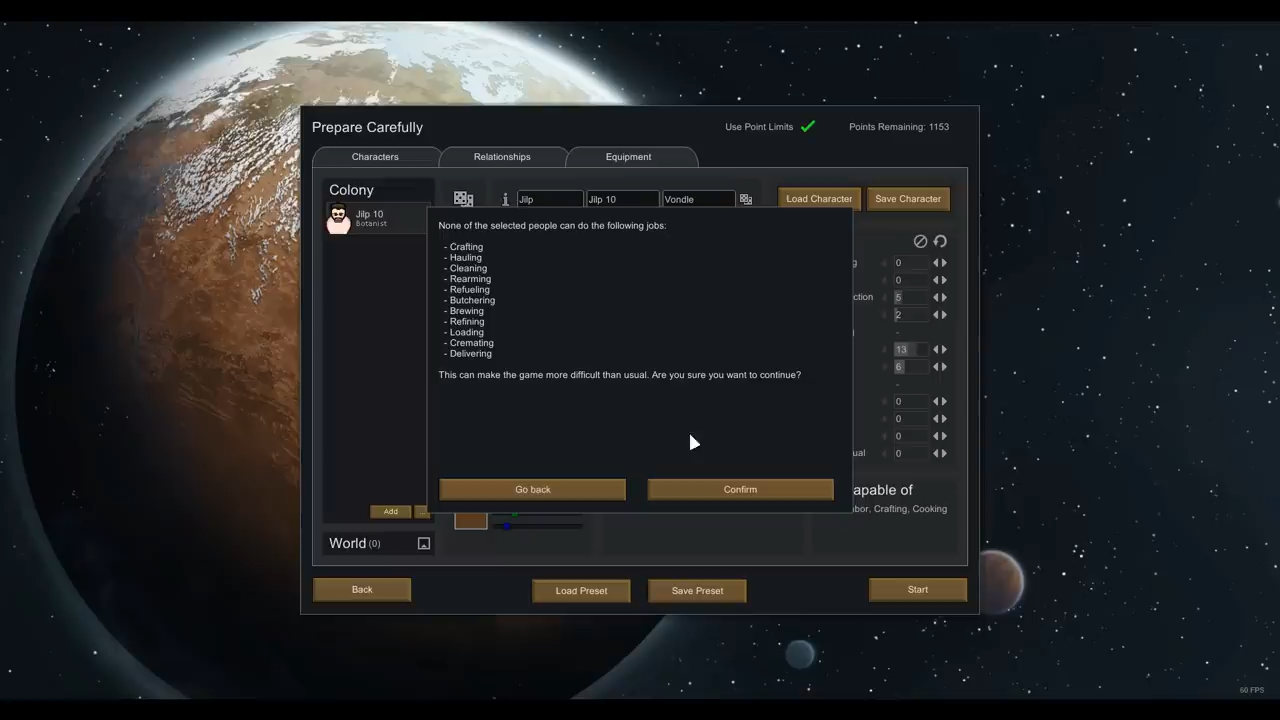 Prepare Carefully
Use Point Limits
Points Remaining: 1153
Characters
Relationships
Equipment
Colony
Jilp 10
Botanist
Jilp
Jilp 10
Vondle
Load Character
Save Character
None of the selected people can do the following jobs:
- Crafting
- Hauling
- Cleaning
- Rearming
- Refueling
- Butchering
- Brewing
- Refining
- Loading
- Cremating
- Delivering
This can make the game more difficult than usual. Are you sure you want to continue?
Go back
Confirm
g 0
0
ction 5
2
-
13
6
-
0
0
0
ual 0
apable of
bor, Crafting, Cooking
Add
World (0)
Back
Load Preset
Save Preset
Start
60 FPS